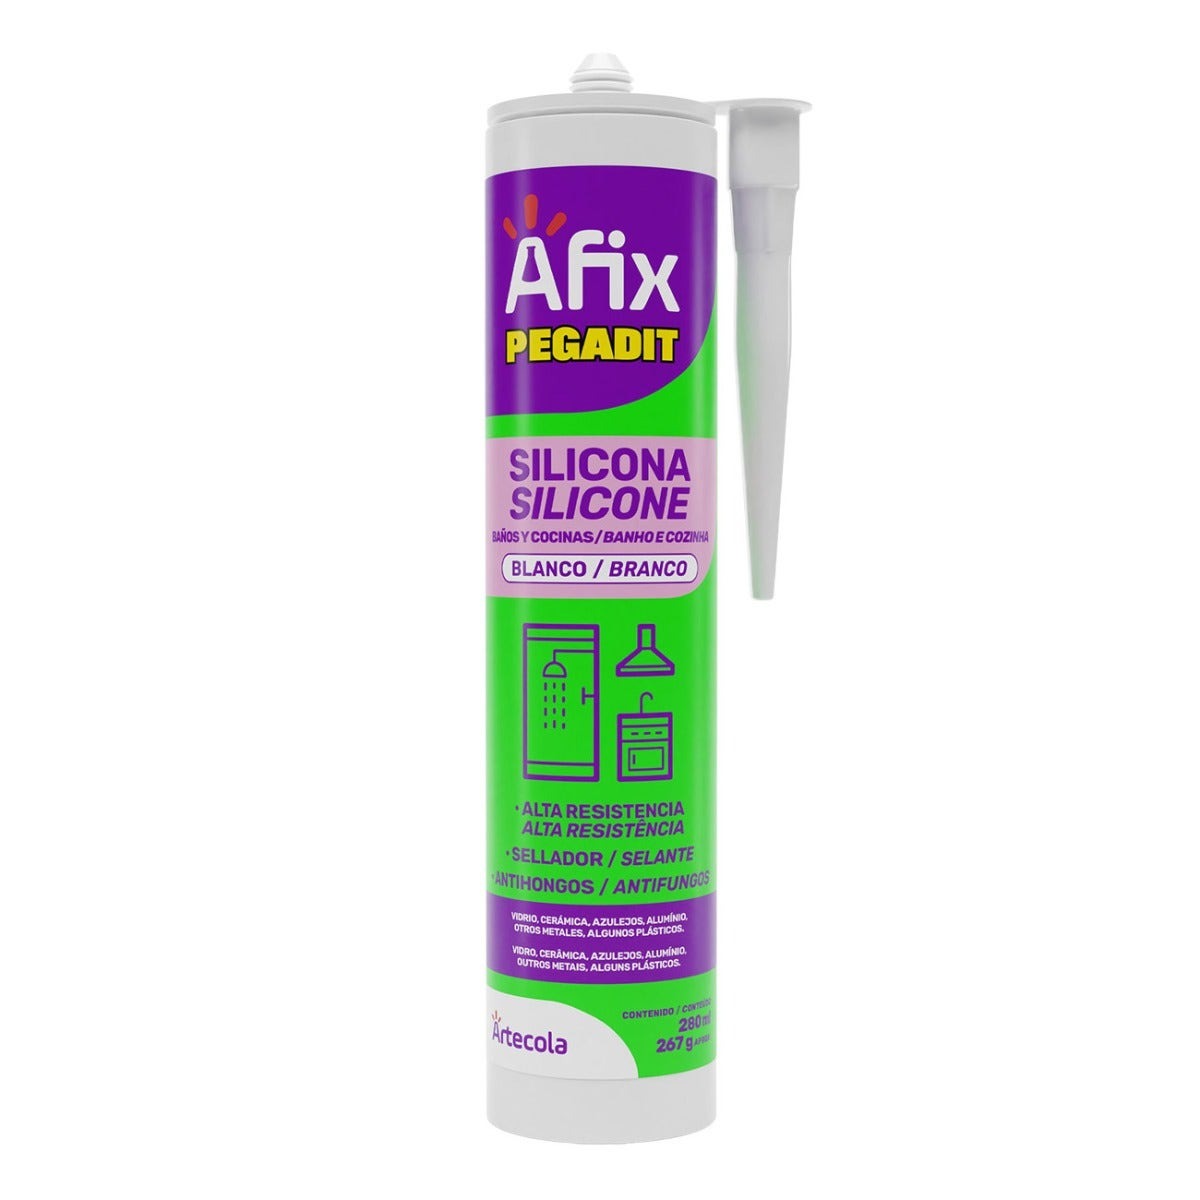 Afix
PEGADIT
SILICONA
SILICONE
BAÑOS Y COCINAS / BANHO E COZINHA
BLANCO / BRANCO
• ALTA RESISTENCIA
ALTA RESISTÊNCIA
• SELLADOR / SELANTE
• ANTIHONGOS / ANTIFUNGOS
VIDRIO, CERÁMICA, AZULEJOS, ALUMÍNIO,
OTROS METALES, ALGUNOS PLÁSTICOS.
VIDRO, CERÂMICA, AZULEJOS, ALUMÍNIO,
OUTROS METAIS, ALGUNS PLÁSTICOS.
Artecola
CONTENIDO / CONTEÚDO
280 ml
267 g APROX.